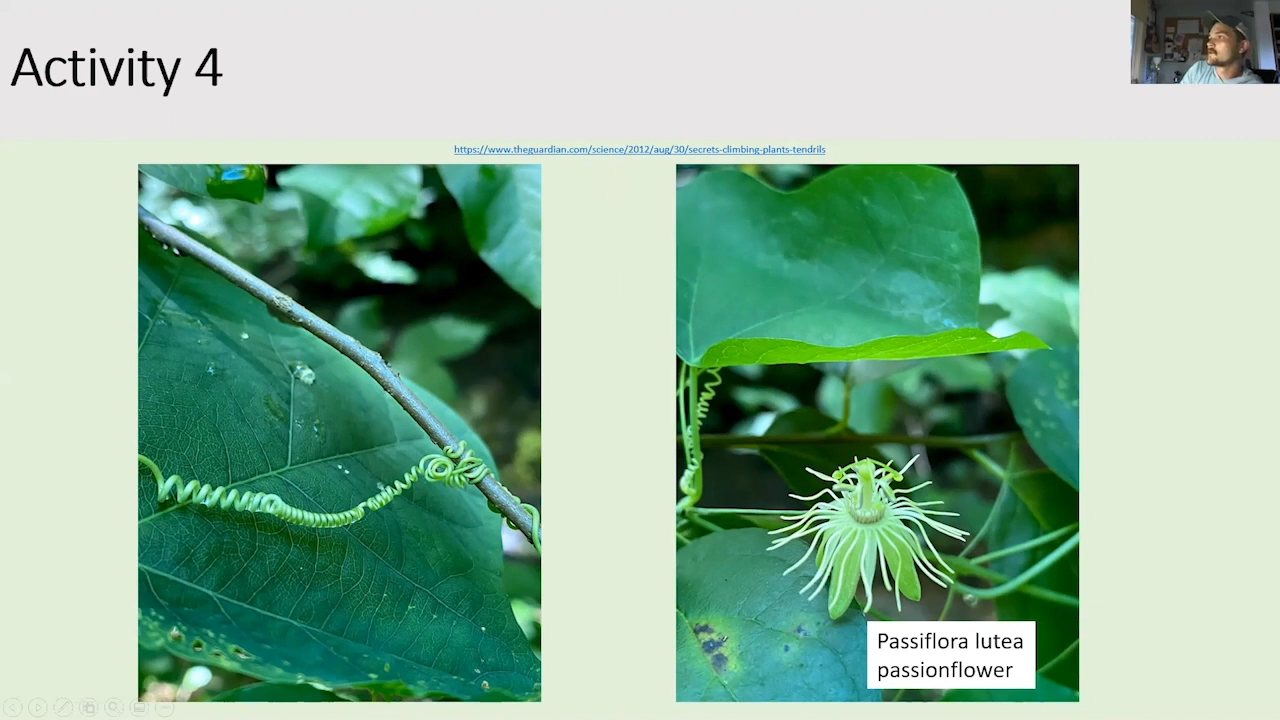 Activity 4
https://www.theguardian.com/science/2012/aug/30/secrets-climbing-plants-tendrils
Passiflora lutea
passionflower